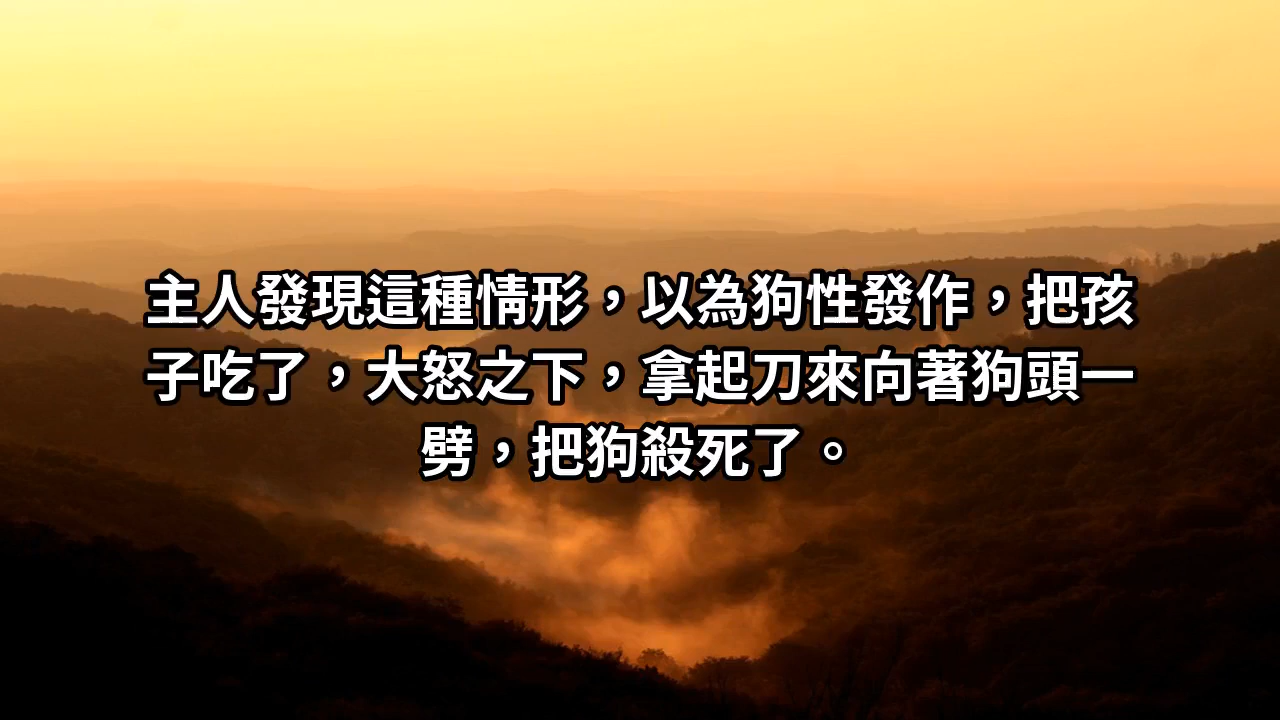 主人發現這種情形，以為狗性發作，把孩
子吃了，大怒之下，拿起刀來向著狗頭一
劈，把狗殺死了。